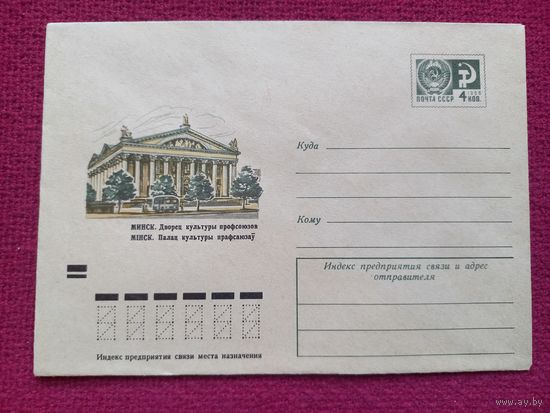 ПОЧТА СССР
4 1966
КОП.
Куда
Кому
МИНСК. Дворец культуры профсоюзов
МІНСК. Палац культуры прафсаюзаў
Индекс предприятия связи и адрес
отправителя
Индекс предприятия связи места назначения
www.ay.by